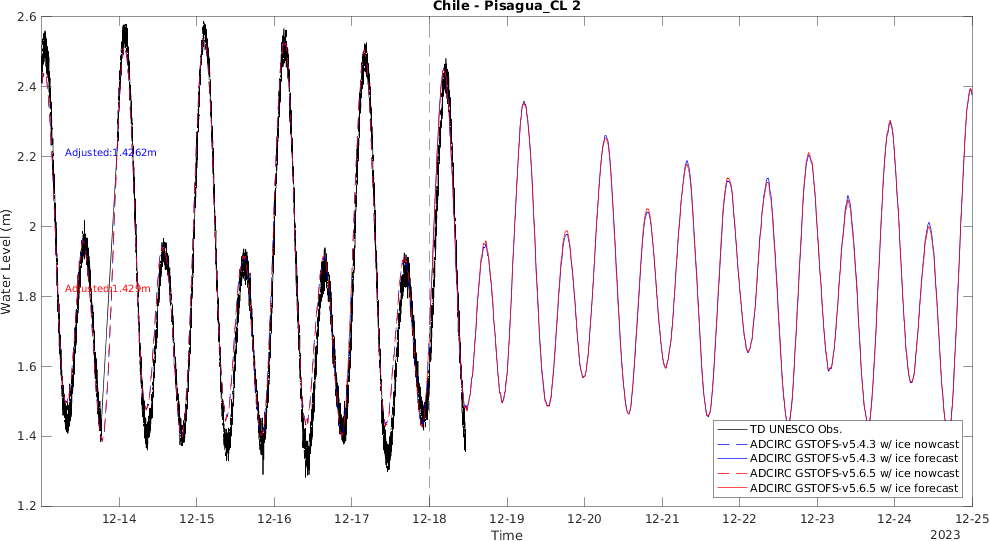 Chile - Pisagua_CL 2
2.6
2.4
2.2
2
1.8
1.6
1.4
1.2
Water Level (m)
Adjusted:1.4262m
Adjusted:1.429m
TD UNESCO Obs.
ADCIRC GSTOFS-v5.4.3 w/ ice nowcast
ADCIRC GSTOFS-v5.4.3 w/ ice forecast
ADCIRC GSTOFS-v5.6.5 w/ ice nowcast
ADCIRC GSTOFS-v5.6.5 w/ ice forecast
12-14 12-15 12-16 12-17 12-18 12-19 12-20 12-21 12-22 12-23 12-24 12-25
Time
2023